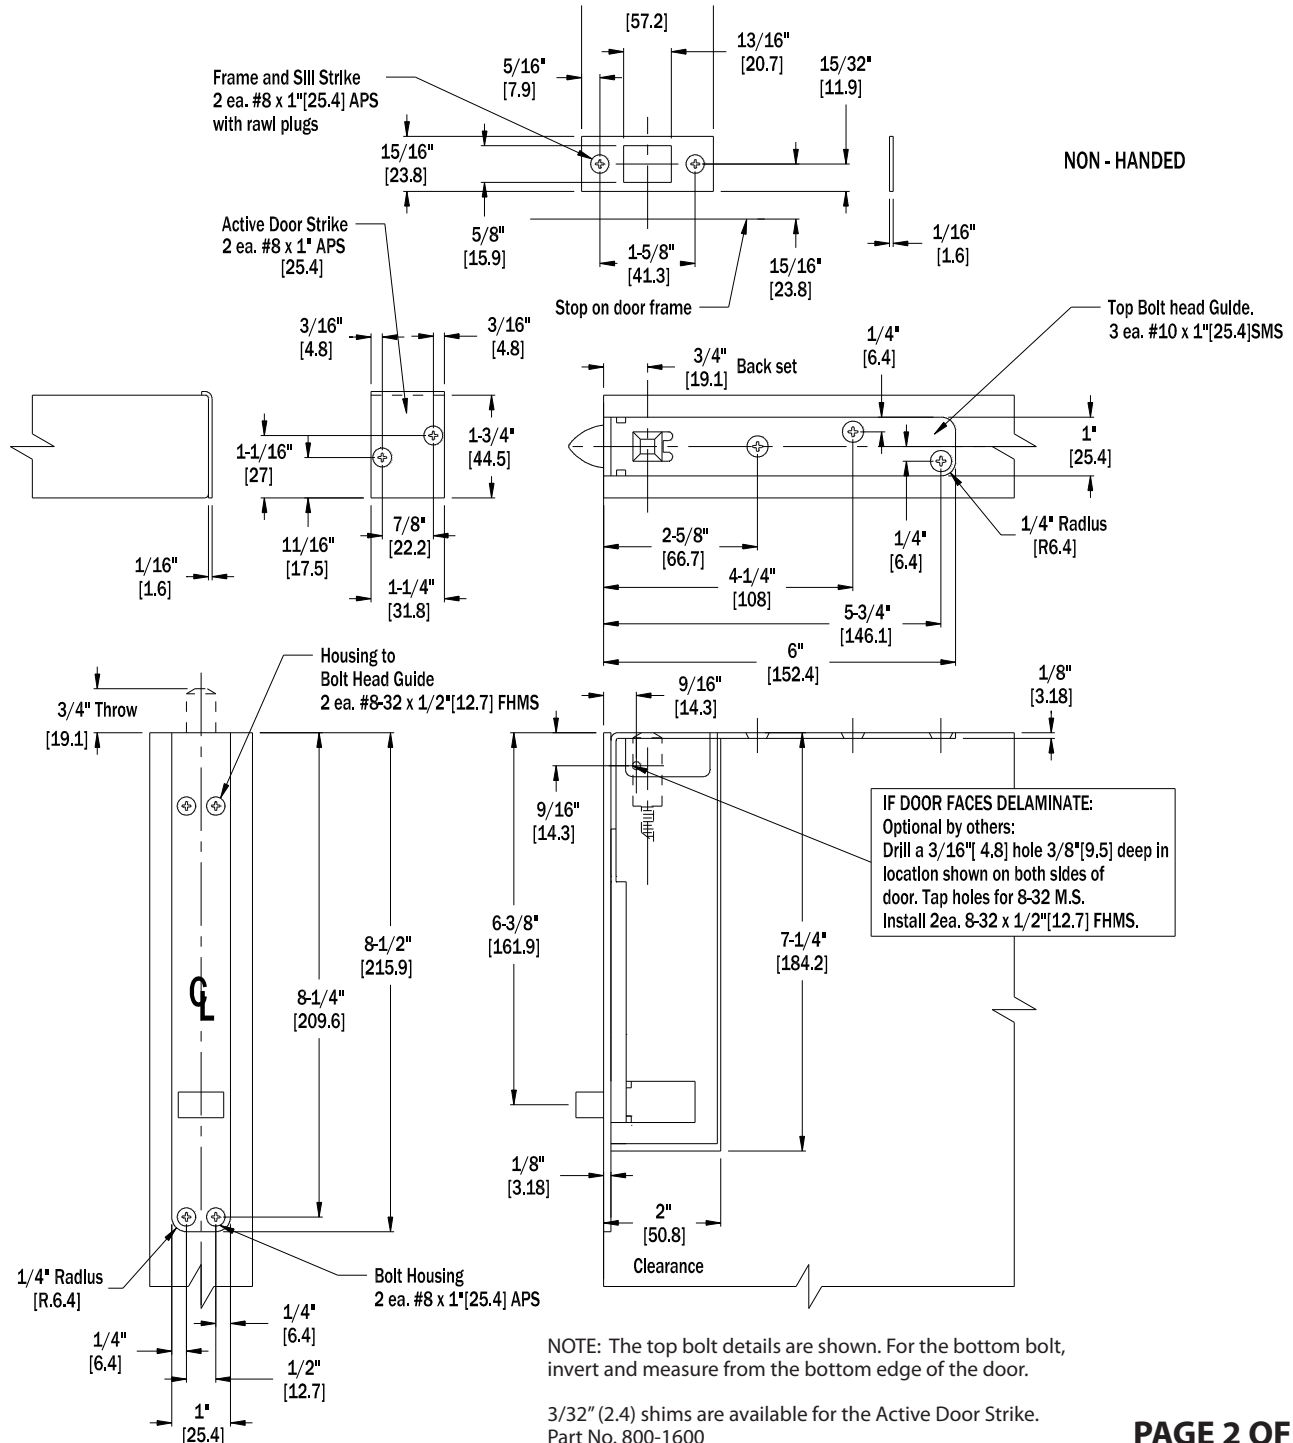 [57.2]
13/16"
[20.7]
5/16"
[7.9]
15/32"
[11.9]
Frame and Sill Strike
2 ea. #8 x 1"[25.4] APS
with rawl plugs
15/16"
[23.8]
NON - HANDED
Active Door Strike
2 ea. #8 x 1" APS
[25.4]
5/8"
[15.9]
1-5/8"
[41.3]
15/16"
[23.8]
1/16"
[1.6]
Stop on door frame
Top Bolt head Guide.
3 ea. #10 x 1"[25.4]SMS
3/16"
[4.8]
3/16"
[4.8]
3/4"
[19.1]
Back set
1/4"
[6.4]
1-1/16"
[27]
1-3/4"
[44.5]
1"
[25.4]
7/8"
[22.2]
11/16"
[17.5]
1/16"
[1.6]
1-1/4"
[31.8]
2-5/8"
[66.7]
1/4"
[6.4]
1/4" Radius
[R6.4]
4-1/4"
[108]
5-3/4"
[146.1]
6"
[152.4]
Housing to
Bolt Head Guide
2 ea. #8-32 x 1/2"[12.7] FHMS
3/4" Throw
[19.1]
9/16"
[14.3]
1/8"
[3.18]
9/16"
[14.3]
IF DOOR FACES DELAMINATE:
Optional by others:
Drill a 3/16"[ 4.8] hole 3/8"[9.5] deep in
location shown on both sides of
door. Tap holes for 8-32 M.S.
Install 2ea. 8-32 x 1/2"[12.7] FHMS.
6-3/8"
[161.9]
8-1/2"
[215.9]
7-1/4"
[184.2]
8-1/4"
[209.6]
CL
1/8"
[3.18]
2"
[50.8]
Clearance
1/4" Radius
[R.6.4]
Bolt Housing
2 ea. #8 x 1"[25.4] APS
1/4"
[6.4]
1/4"
[6.4]
1/2"
[12.7]
1"
[25.4]
NOTE: The top bolt details are shown. For the bottom bolt,
invert and measure from the bottom edge of the door.
3/32” (2.4) shims are available for the Active Door Strike.
Part No. 800-1600
PAGE 2 OF